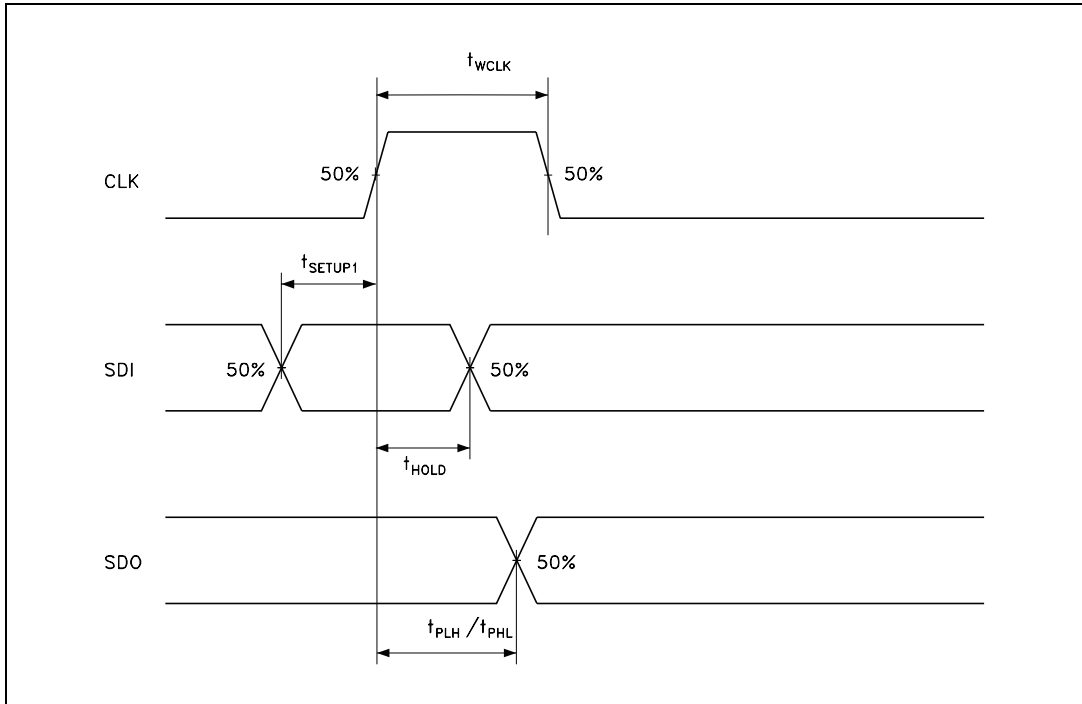 tWCLK
50%
50%
CLK
tSETUP1
50%
50%
SDI
tHOLD
SDO
50%
tPLH /tPHL